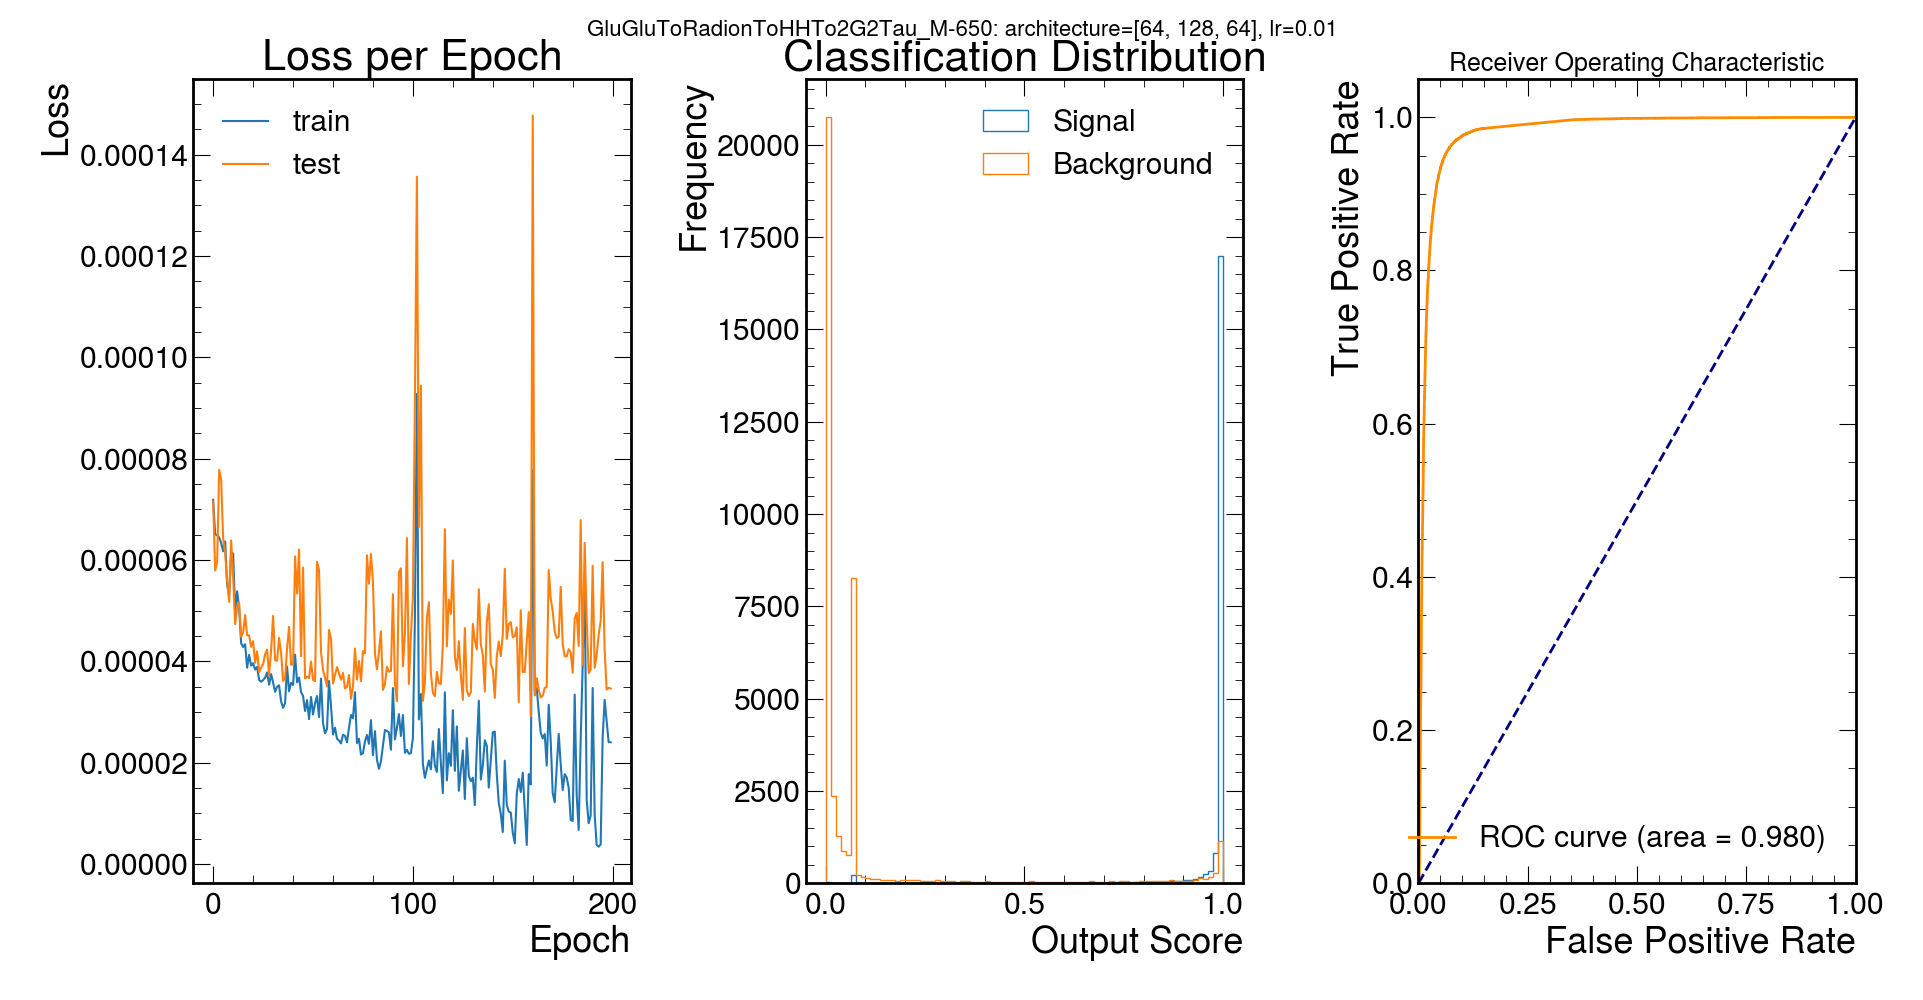 GluGluToRadionToHHTo2G2Tau_M-650: architecture=[64, 128, 64], lr=0.01
Loss per Epoch
Loss
train
test
0.00014
0.00012
0.00010
0.00008
0.00006
0.00004
0.00002
0.00000
0
100
200
Epoch
Classification Distribution
Frequency
Signal
Background
20000
17500
15000
12500
10000
7500
5000
2500
0
0.0
0.5
1.0
Output Score
Receiver Operating Characteristic
True Positive Rate
1.0
0.8
0.6
0.4
0.2
0.0
ROC curve (area = 0.980)
0.00
0.25
0.50
0.75
1.00
False Positive Rate